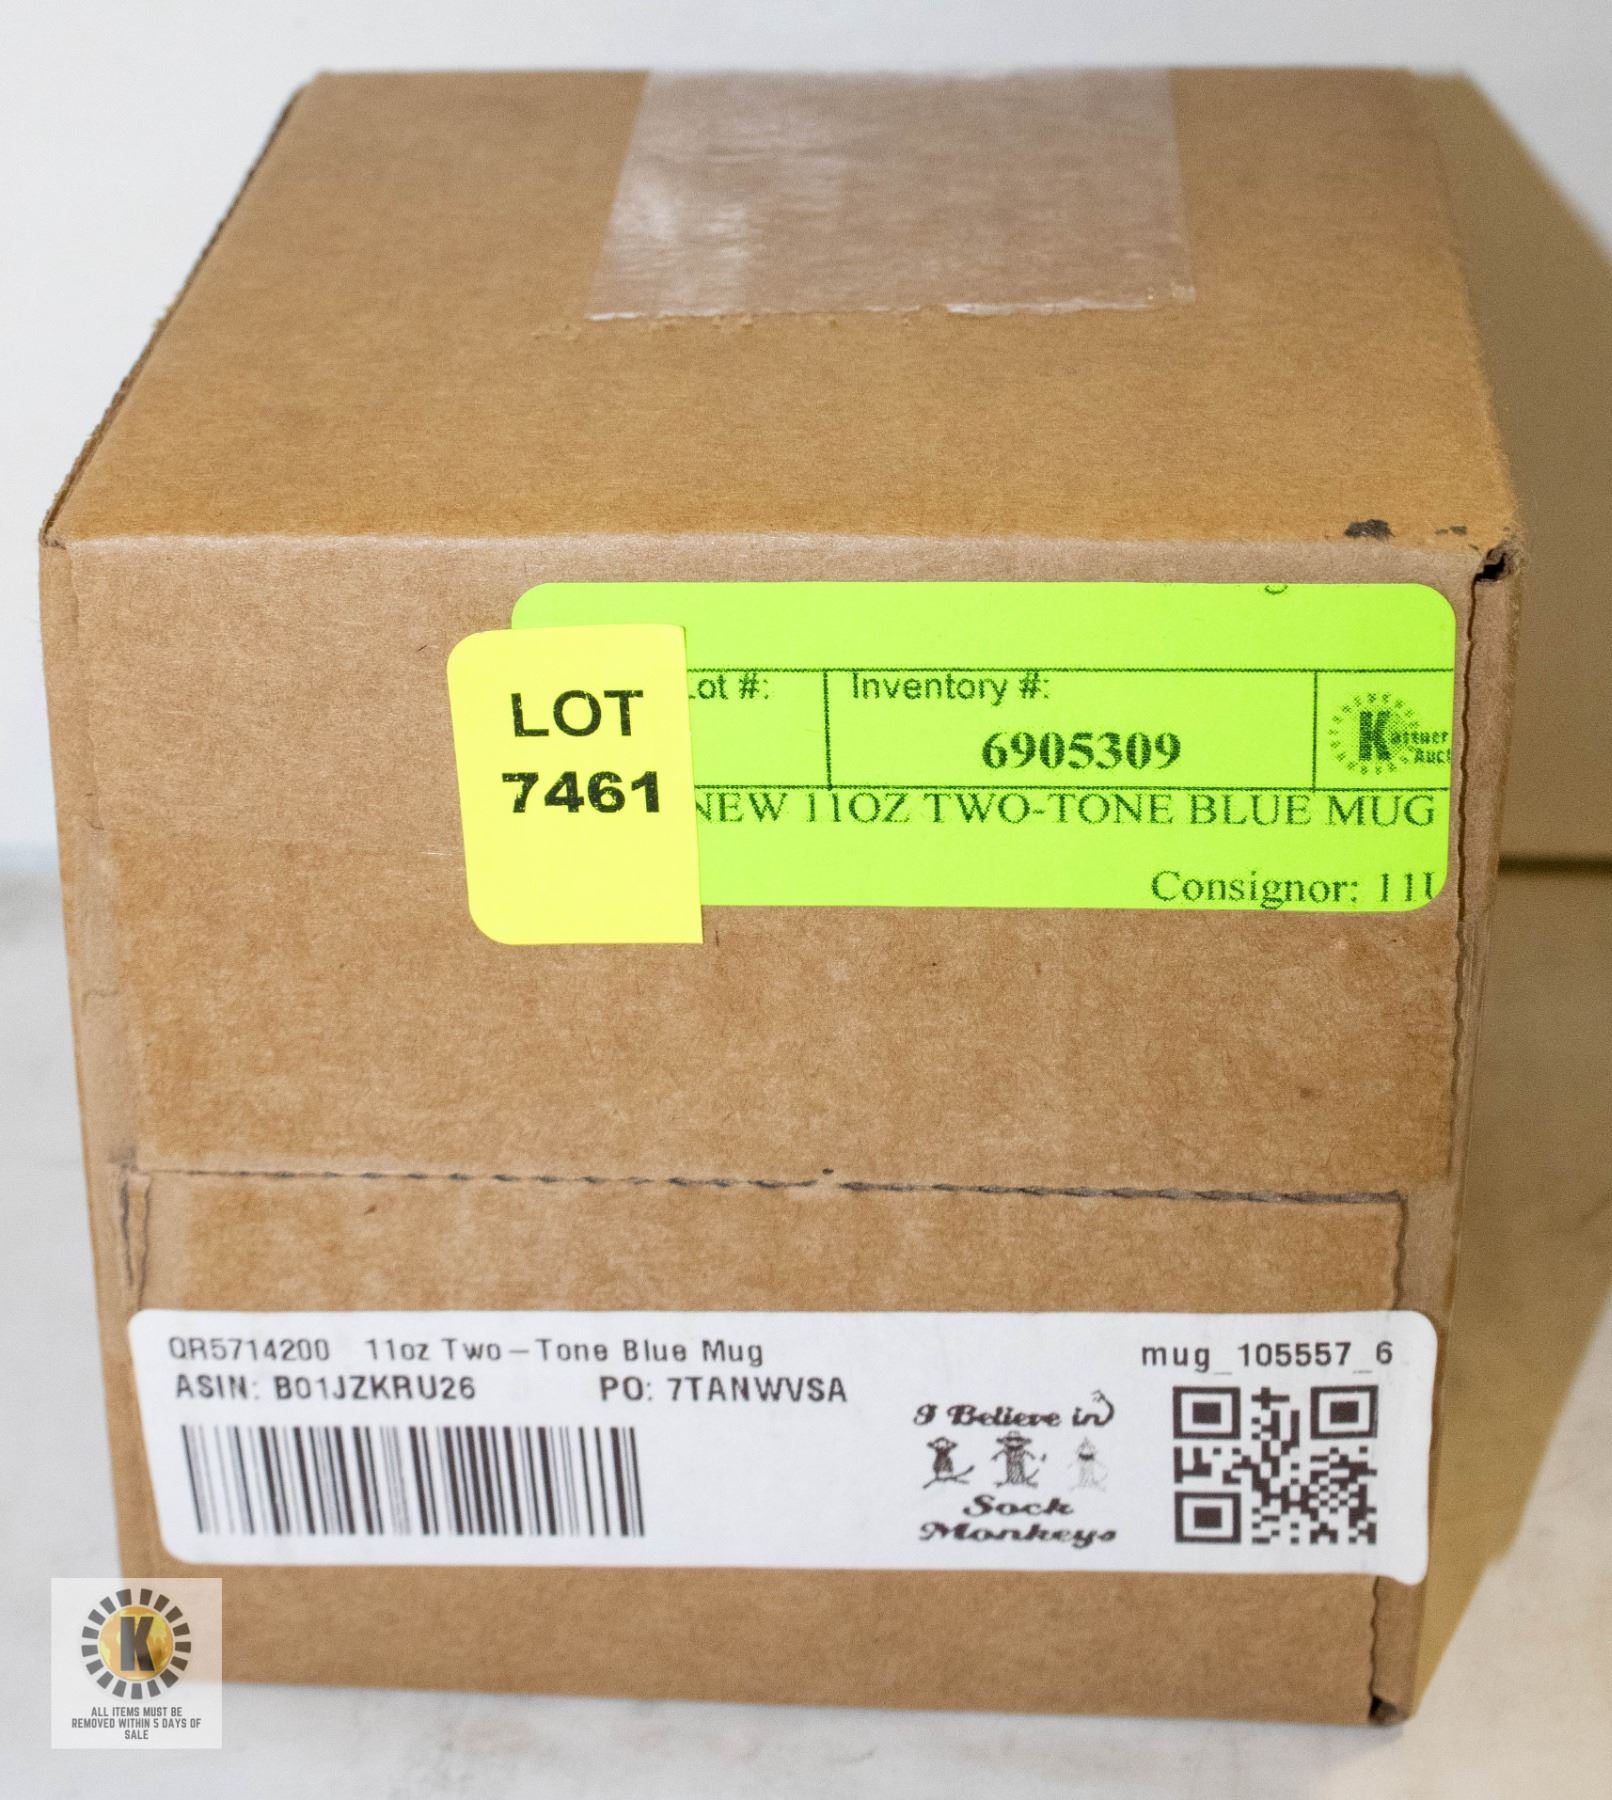 LOT
7461
Lot #:
Inventory #:
6905309
Kastner
Auct
NEW 11OZ TWO-TONE BLUE MUG
Consignor: 11U
QR5714200 11oz Two-Tone Blue Mug
mug_105557_6
ASIN: B01JZKRU26 PO: 7TANWVSA
I Believe in
Sock
Monkeys
K
ALL ITEMS MUST BE
REMOVED WITHIN 5 DAYS OF
SALE